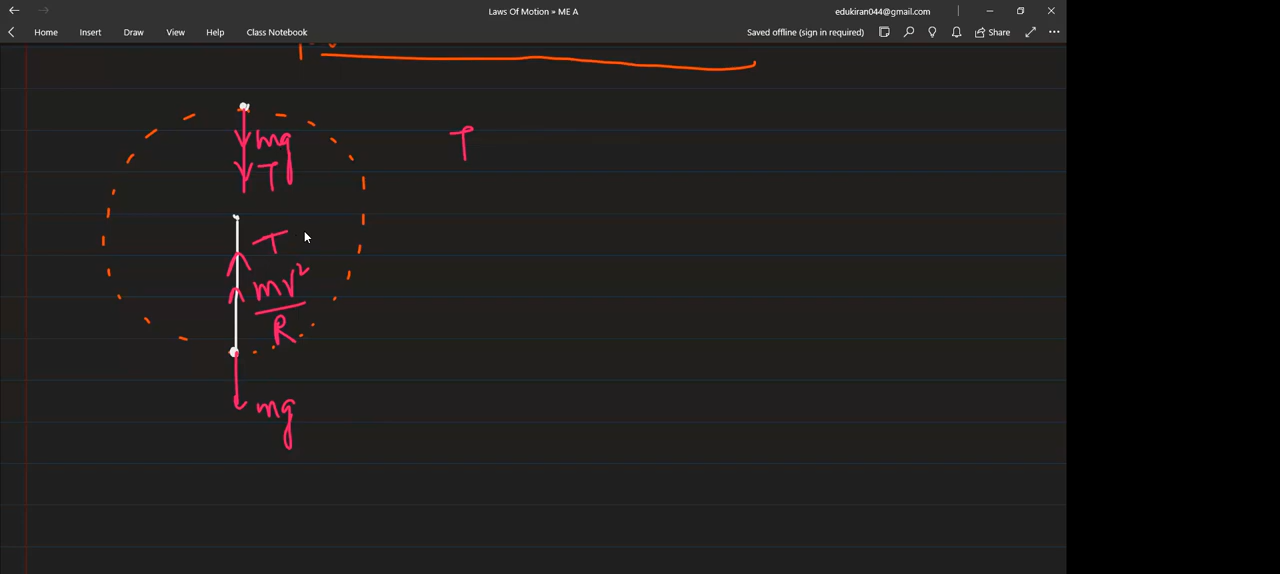 Laws Of Motion » ME A
edukiran044@gmail.com
Home Insert Draw View Help Class Notebook
Saved offline (sign in required)
Share
mg
T
T
T
mv²
R
mg